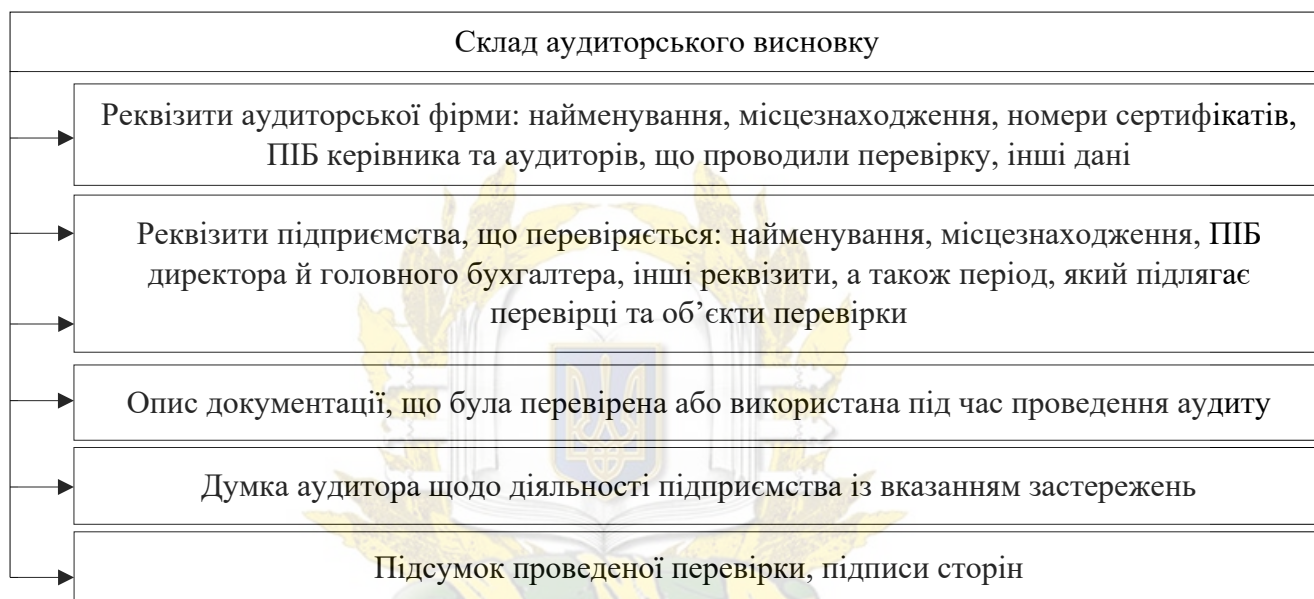 Склад аудиторського висновку
Реквізити аудиторської фірми: найменування, місцезнаходження, номери сертифікатів,
ПІБ керівника та аудиторів, що проводили перевірку, інші дані
Реквізити підприємства, що перевіряється: найменування, місцезнаходження, ПІБ
директора й головного бухгалтера, інші реквізити, а також період, який підлягає
перевірці та об’єкти перевірки
Опис документації, що була перевірена або використана під час проведення аудиту
Думка аудитора щодо діяльності підприємства із вказанням застережень
Підсумок проведеної перевірки, підписи сторін